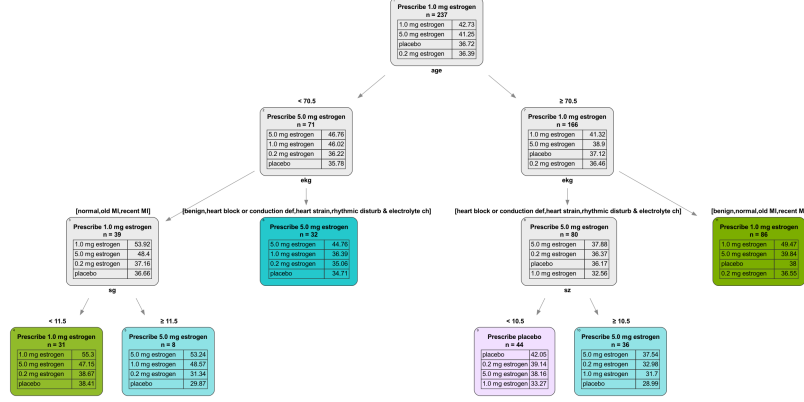 Prescribe 1.0 mg estrogen
n = 237
1.0 mg estrogen 42.73
5.0 mg estrogen 41.25
placebo 36.72
0.2 mg estrogen 36.39
age
< 70.5 ≥ 70.5
Prescribe 5.0 mg estrogen
n = 71
5.0 mg estrogen 46.76
1.0 mg estrogen 46.02
0.2 mg estrogen 36.22
placebo 35.78
ekg
Prescribe 1.0 mg estrogen
n = 166
1.0 mg estrogen 41.32
5.0 mg estrogen 38.9
placebo 37.12
0.2 mg estrogen 36.46
ekg
[normal,old MI,recent MI]
[benign,heart block or conduction def,heart strain,rhythmic disturb & electrolyte ch]
[heart block or conduction def,heart strain,rhythmic disturb & electrolyte ch]
[benign,normal,old MI,recent M
Prescribe 1.0 mg estrogen
n = 39
1.0 mg estrogen 53.92
5.0 mg estrogen 48.4
0.2 mg estrogen 37.16
placebo 36.66
sg
Prescribe 5.0 mg estrogen
n = 32
5.0 mg estrogen 44.76
1.0 mg estrogen 36.39
0.2 mg estrogen 35.06
placebo 34.71
Prescribe 5.0 mg estrogen
n = 80
5.0 mg estrogen 37.88
0.2 mg estrogen 36.37
placebo 36.17
1.0 mg estrogen 32.56
sz
Prescribe 1.0 mg estrogen
n = 86
1.0 mg estrogen 49.47
5.0 mg estrogen 39.84
placebo 38
0.2 mg estrogen 36.55
< 11.5 ≥ 11.5
< 10.5 ≥ 10.5
Prescribe 1.0 mg estrogen
n = 31
1.0 mg estrogen 55.3
5.0 mg estrogen 47.15
0.2 mg estrogen 38.67
placebo 38.41
Prescribe 5.0 mg estrogen
n = 8
5.0 mg estrogen 53.24
1.0 mg estrogen 48.57
0.2 mg estrogen 31.34
placebo 29.87
Prescribe placebo
n = 44
placebo 42.05
0.2 mg estrogen 39.14
5.0 mg estrogen 38.16
1.0 mg estrogen 33.27
Prescribe 5.0 mg estrogen
n = 36
5.0 mg estrogen 37.54
0.2 mg estrogen 32.98
1.0 mg estrogen 31.7
placebo 28.99